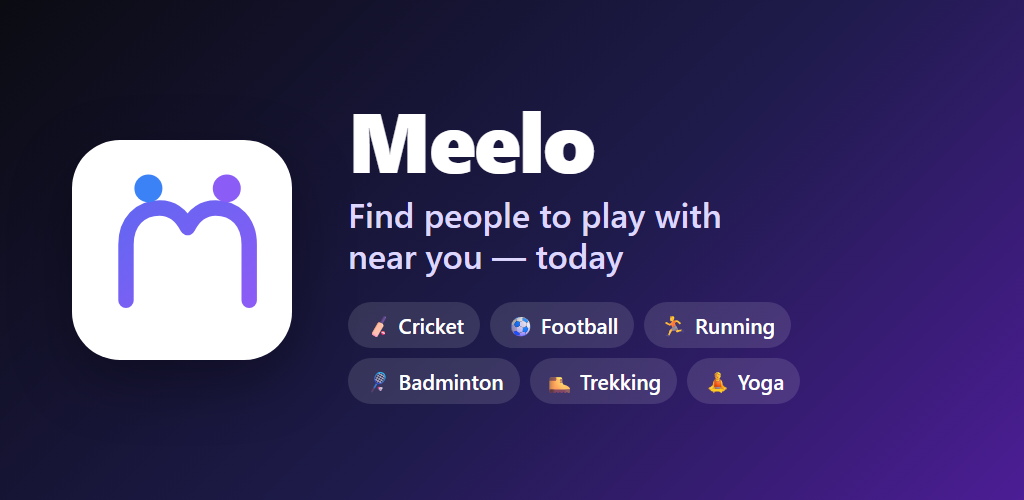 Meelo
Find people to play with
near you — today
Cricket
Football
Running
Badminton
Trekking
Yoga